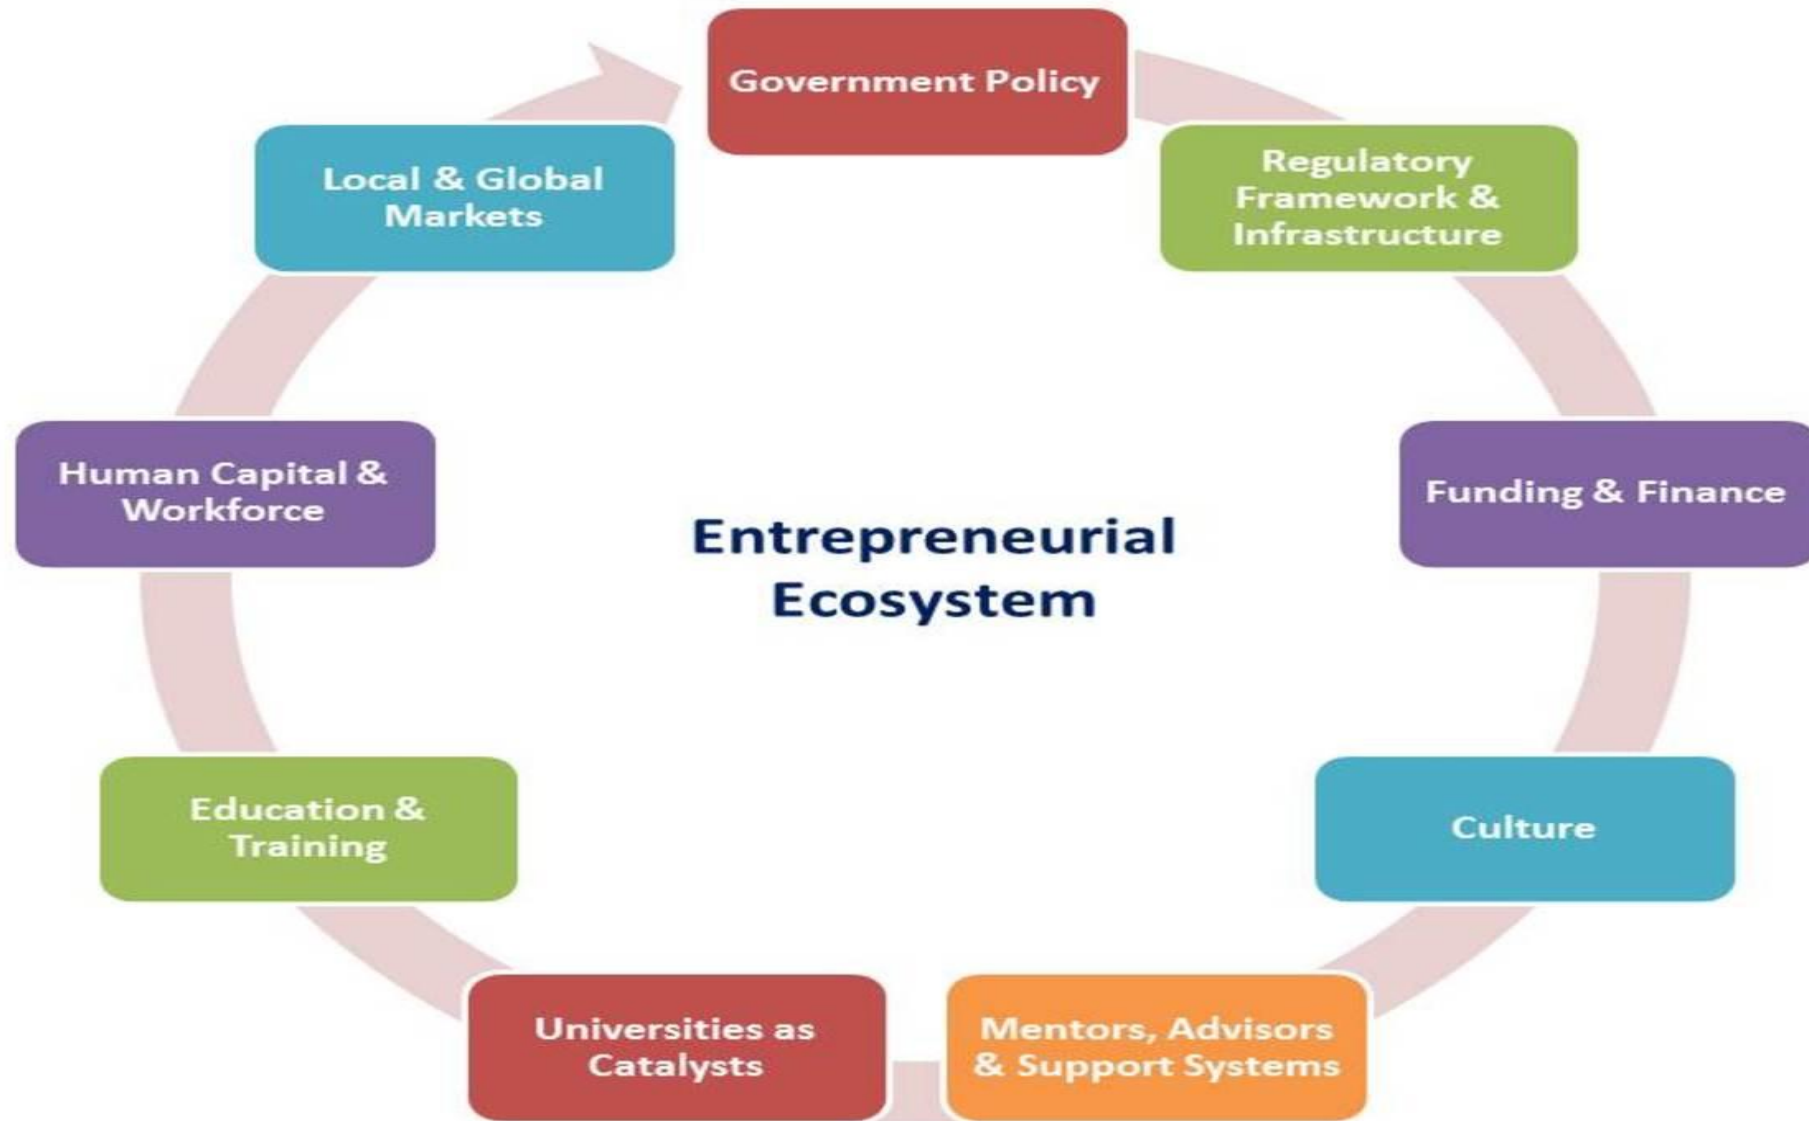 Government Policy
Regulatory
Framework &
Infrastructure
Funding & Finance
Culture
Mentors, Advisors
& Support Systems
Universities as
Catalysts
Education &
Training
Human Capital &
Workforce
Local & Global
Markets
Entrepreneurial
Ecosystem